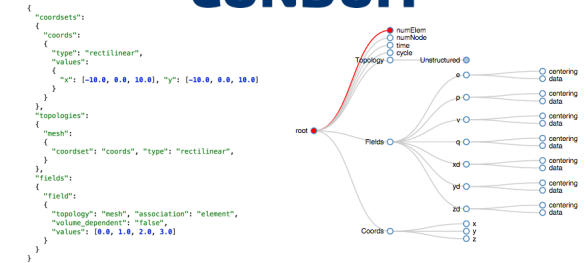 CONDUIT
{
"coordsets":
{
"coords":
{
"type": "rectilinear",
"values":
{
"x": [-10.0, 0.0, 10.0], "y": [-10.0, 0.0, 10.0]
}
}
},
"topologies":
{
"mesh":
{
"coordset": "coords", "type": "rectilinear",
}
},
"fields":
{
"field":
{
"topology": "mesh", "association": "element",
"volume_dependent": "false",
"values": [0.0, 1.0, 2.0, 3.0]
}
}
}
numElem
numNode
time
cycle
Topology
Unstructured
e
centering
data
p
centering
data
v
centering
data
root
Fields
q
centering
data
xd
centering
data
yd
centering
data
zd
centering
data
Coords
x
y
z